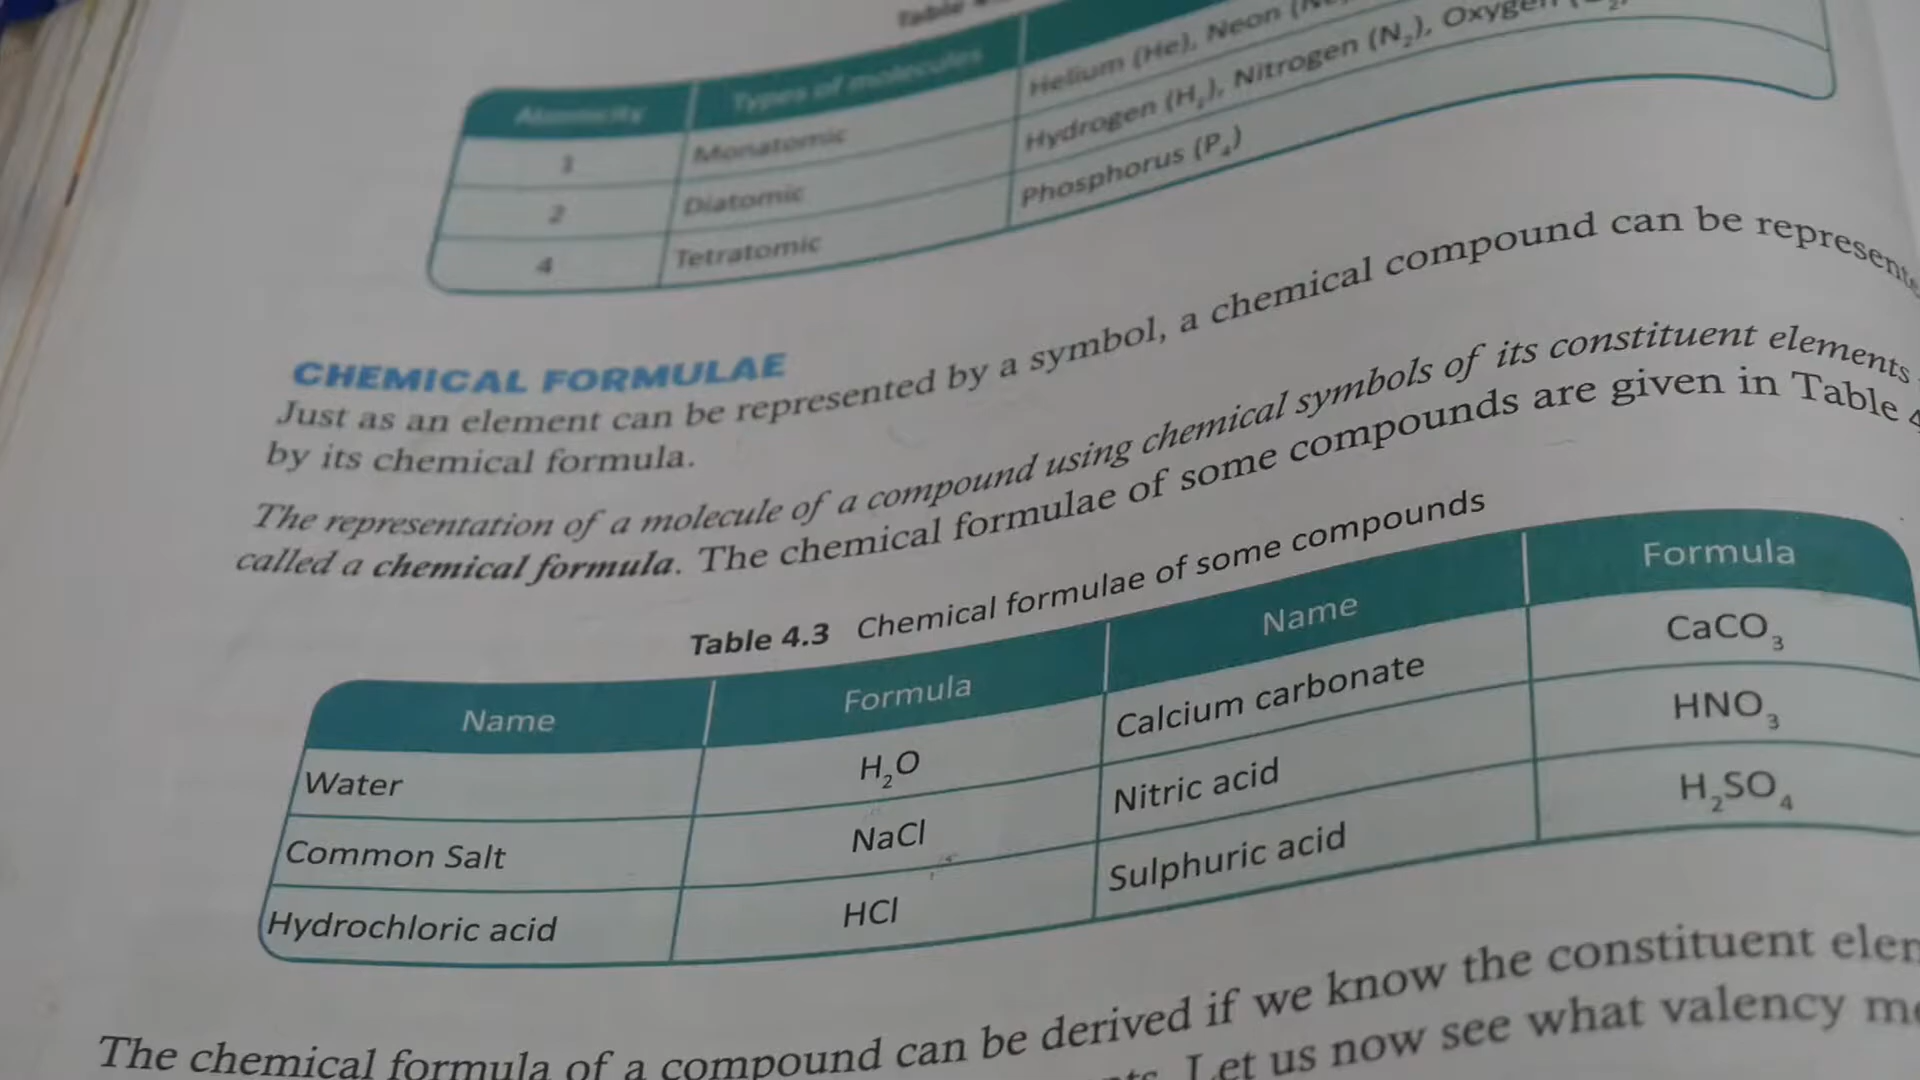 Table
Atomicity Types of molecules
1 Monatomic Helium (He), Neon
2 Diatomic Hydrogen (H₂), Nitrogen (N₂), Oxygen
4 Tetratomic Phosphorus (P₄)
CHEMICAL FORMULAE
Just as an element can be represented by a symbol, a chemical compound can be
by its chemical formula.
The representation of a molecule of a compound using chemical symbols of its constituent elements
called a chemical formula. The chemical formulae of some compounds are given in Table
Table 4.3 Chemical formulae of some compounds
Name Formula Name Formula
Water H₂O Calcium carbonate CaCO₃
Common Salt NaCl Nitric acid HNO₃
Hydrochloric acid HCl Sulphuric acid H₂SO₄
The chemical formula of a compound can be derived if we know the constituent
Let us now see what valency